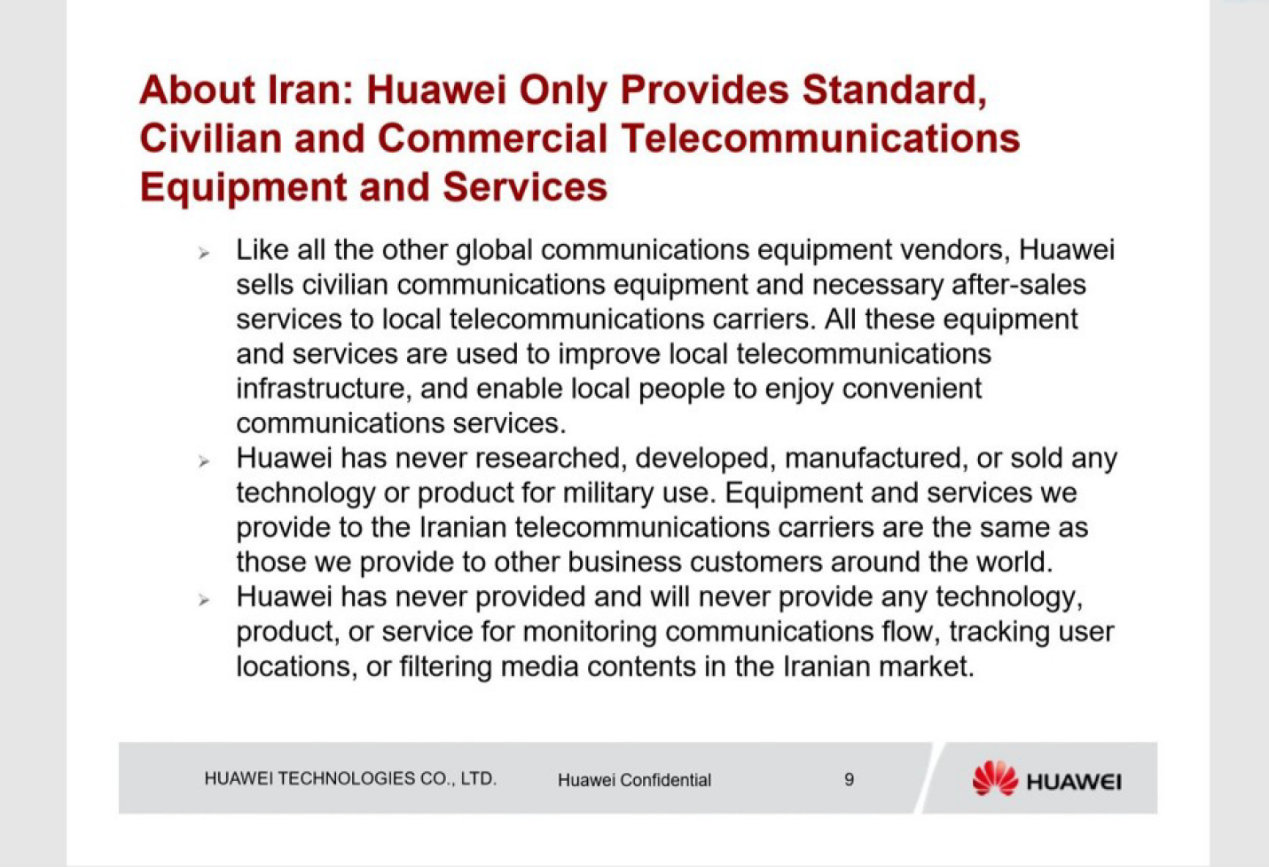 About Iran: Huawei Only Provides Standard,
Civilian and Commercial Telecommunications
Equipment and Services
Like all the other global communications equipment vendors, Huawei
sells civilian communications equipment and necessary after-sales
services to local telecommunications carriers. All these equipment
and services are used to improve local telecommunications
infrastructure, and enable local people to enjoy convenient
communications services.
Huawei has never researched, developed, manufactured, or sold any
technology or product for military use. Equipment and services we
provide to the Iranian telecommunications carriers are the same as
those we provide to other business customers around the world.
Huawei has never provided and will never provide any technology,
product, or service for monitoring communications flow, tracking user
locations, or filtering media contents in the Iranian market.
HUAWEI TECHNOLOGIES CO., LTD. Huawei Confidential 9 HUAWEI